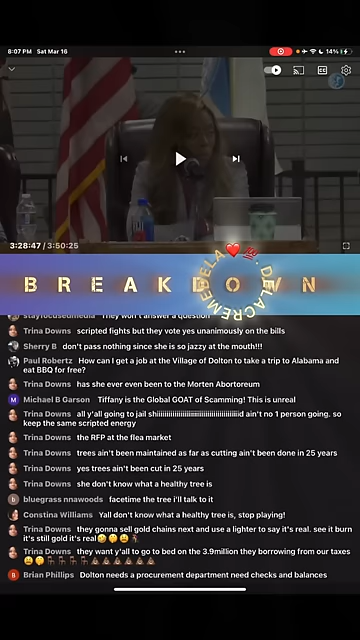 8:07 PM Sat Mar 16
14%
3:28:47 / 3:50:25
BREAKDOWN
DELACREMEDELACREME
stayfocusedmedia They won't answer a question
Trina Downs scripted fights but they vote yes unanimously on the bills
Sherry B don't pass nothing since she is so jazzy at the mouth!!!
Paul Robertz How can I get a job at the Village of Dolton to take a trip to Alabama and
eat BBQ for free?
Trina Downs has she ever even been to the Morten Abortoreum
Michael B Garson Tiffany is the Global GOAT of Scamming! This is unreal
Trina Downs all y'all going to jail shiiiiiiiiiiiiiiiiiiiiiiiiiiiiiiiiid ain't no 1 person going. so
keep the same scripted energy
Trina Downs the RFP at the flea market
Trina Downs trees ain't been maintained as far as cutting ain't been done in 25 years
Trina Downs yes trees ain't been cut in 25 years
Trina Downs she don't know what a healthy tree is
bluegrass nnawoods facetime the tree i'll talk to it
Constina Williams Yall don't know what a healthy tree is, stop playing!
Trina Downs they gonna sell gold chains next and use a lighter to say it's real. see it burn
it's still gold it's real
Trina Downs they want y'all to go to bed on the 3.9million they borrowing from our taxes
Brian Phillips Dolton needs a procurement department need checks and balances